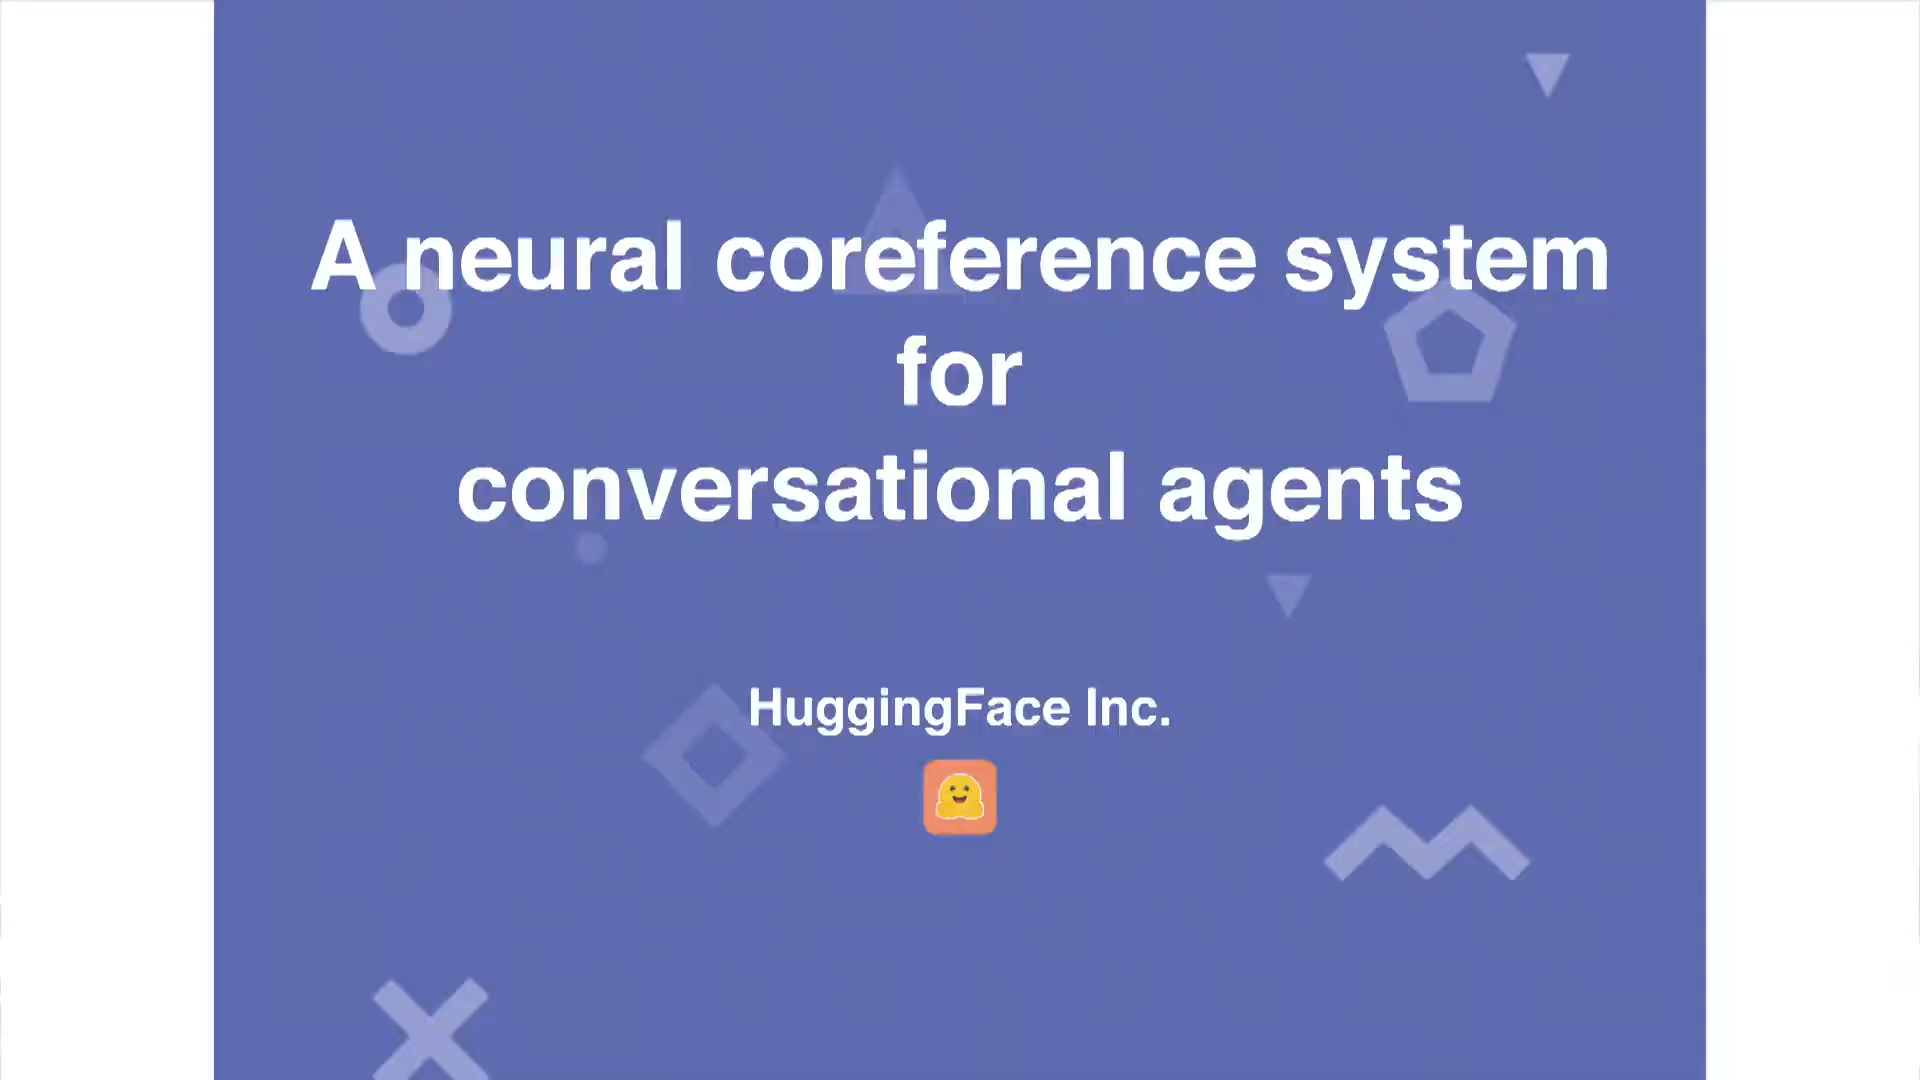 A neural coreference system
for
conversational agents
HuggingFace Inc.